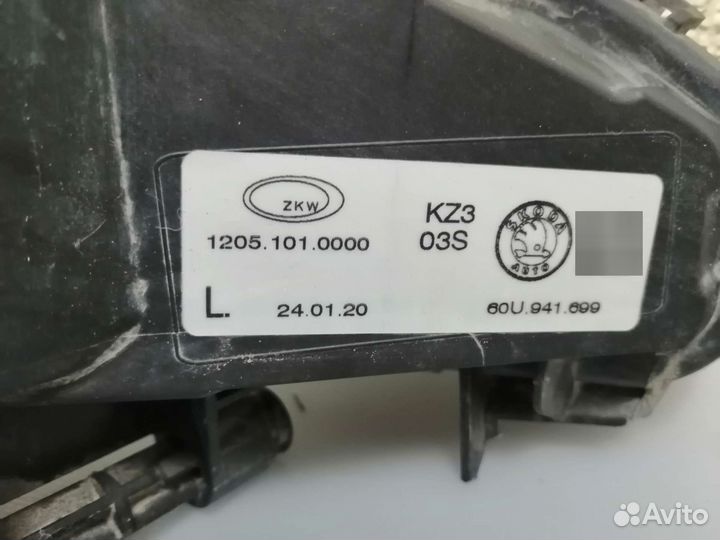 ZKW
1205.101.0000
KZ3
03S
SKODA
AUTO
L.
24.01.20
60U.941.699
Avito